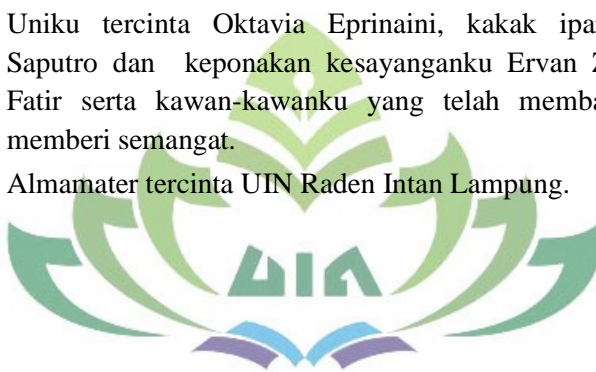 Uniku tercinta Oktavia Eprinaini, kakak
Saputro dan keponakan kesayanganku Ervan
Fatir serta kawan-kawanku yang telah
memberi semangat.
Almamater tercinta UIN Raden Intan Lampung.
UIN